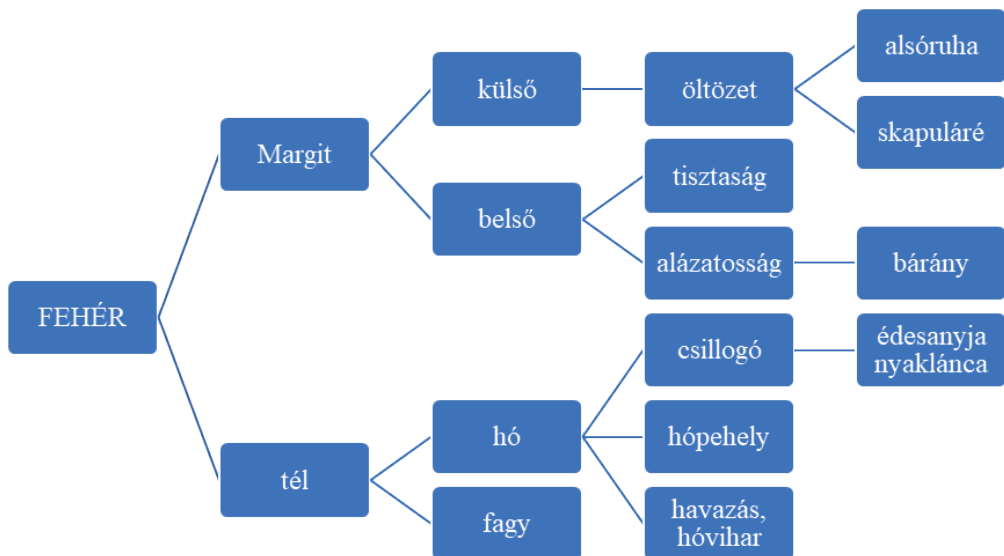 FEHÉR
Margit
külső
öltözet
alsóruha
skapuláré
belső
tisztaság
alázatosság
bárány
tél
hó
csillogó
édesanyja
nyaklánca
hópehely
havazás,
hóvihar
fagy